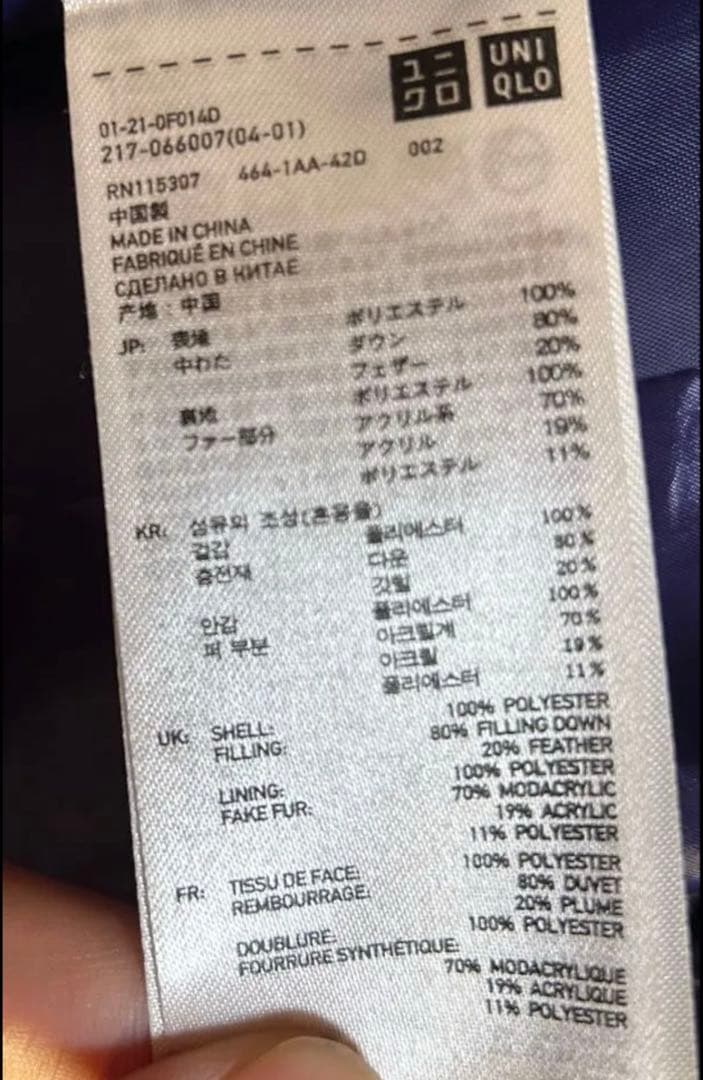 ユニ
クロ
UNI
QLO
01-21-0F014D
217-066007(04-01)
RN115307 464-1AA-42D 002
中国製
MADE IN CHINA
FABRIQUÉ EN CHINE
СДЕЛАНО В КИТАЕ
产地：中国
JP: 表地 ポリエステル 100%
中わた ダウン 80%
フェザー 20%
裏地 ポリエステル 100%
ファー部分 アクリル系 70%
アクリル 19%
ポリエステル 11%
KR: 섬유의 조성(혼용율)
겉감 폴리에스터 100%
충전재 다운 80%
깃털 20%
안감 폴리에스터 100%
퍼 부분 아크릴계 70%
아크릴 19%
폴리에스터 11%
UK: SHELL: 100% POLYESTER
FILLING: 80% FILLING DOWN
20% FEATHER
LINING: 100% POLYESTER
FAKE FUR: 70% MODACRYLIC
19% ACRYLIC
11% POLYESTER
FR: TISSU DE FACE: 100% POLYESTER
REMBOURRAGE: 80% DUVET
20% PLUME
DOUBLURE: 100% POLYESTER
FOURRURE SYNTHÉTIQUE:
70% MODACRYLIQUE
19% ACRYLIQUE
11% POLYESTER